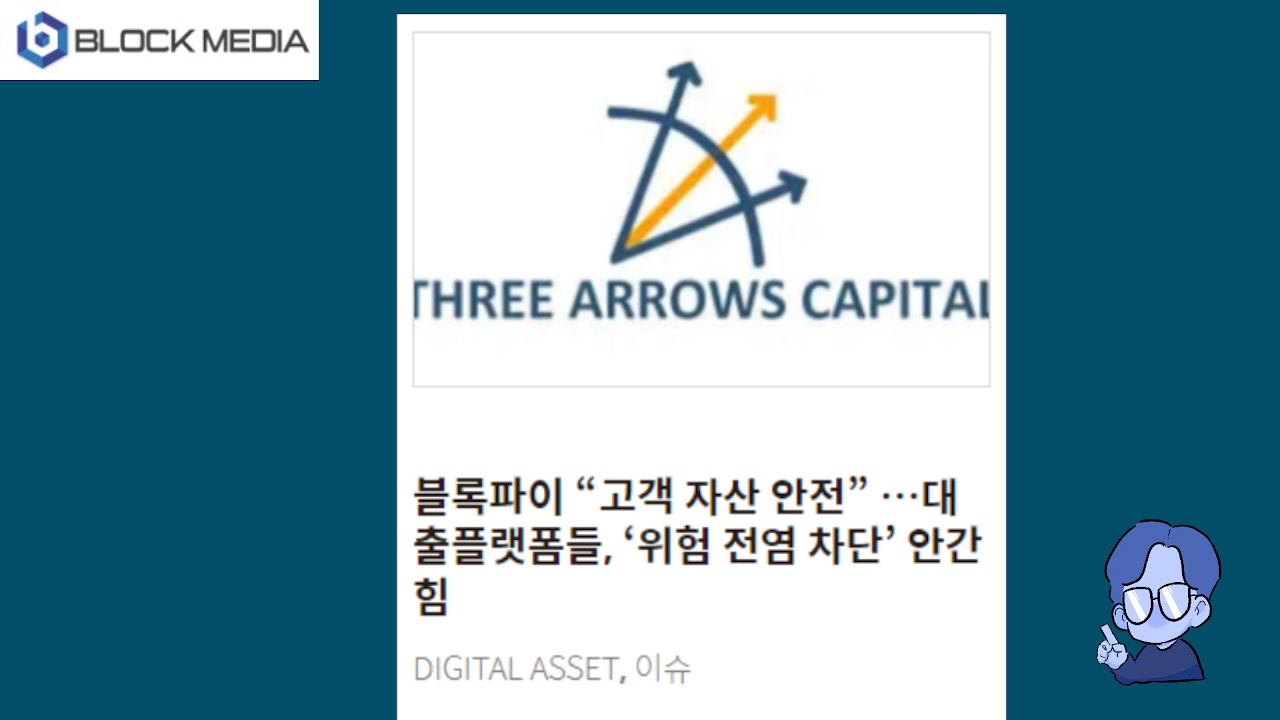 BLOCK MEDIA
THREE ARROWS CAPITAL
블록파이 “고객 자산 안전” …대
출플랫폼들, ‘위험 전염 차단’ 안간
힘
DIGITAL ASSET, 이슈